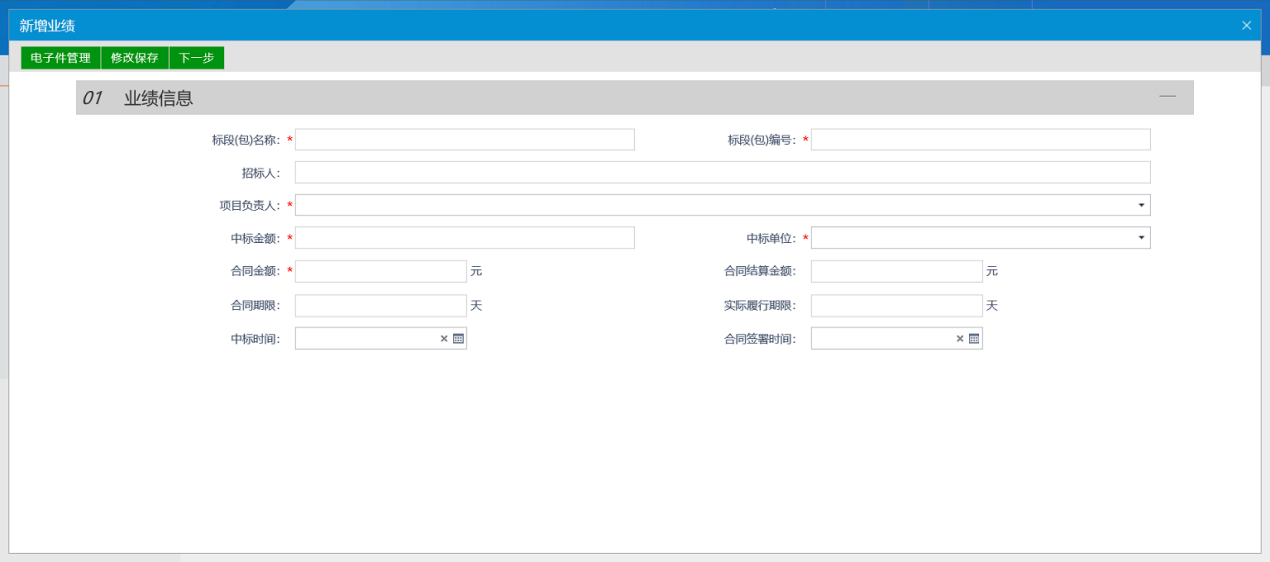 新增业绩
电子件管理 修改保存 下一步
01 业绩信息
标段(包)名称: * 标段(包)编号: *
招标人:
项目负责人: *
中标金额: * 中标单位: *
合同金额: * 元 合同结算金额: 元
合同期限: 天 实际履行期限: 天
中标时间: 合同签署时间: